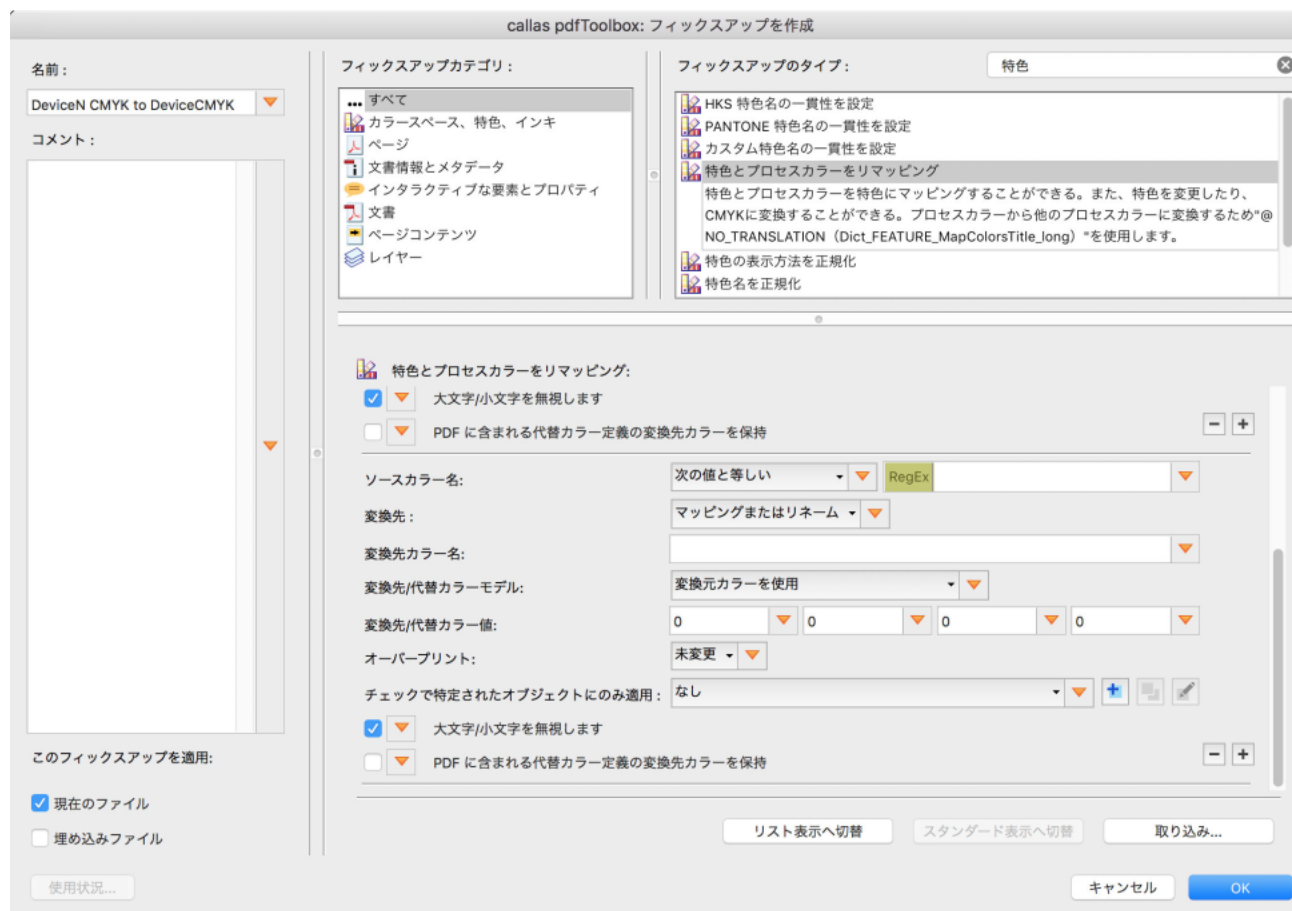 callas pdfToolbox: フィックスアップを作成
名前：
DeviceN CMYK to DeviceCMYK
コメント：
このフィックスアップを適用:
現在のファイル
埋め込みファイル
使用状況...
フィックスアップカテゴリ：
すべて
カラースペース、特色、インキ
ページ
文書情報とメタデータ
インタラクティブな要素とプロパティ
文書
ページコンテンツ
レイヤー
フィックスアップのタイプ：
特色
HKS 特色名の一貫性を設定
PANTONE 特色名の一貫性を設定
カスタム特色名の一貫性を設定
特色とプロセスカラーをリマッピング
特色とプロセスカラーを特色にマッピングすることができる。また、特色を変更したり、
CMYKに変換することができる。プロセスカラーから他のプロセスカラーに変換するため"@
NO_TRANSLATION（Dict_FEATURE_MapColorsTitle_long）"を使用します。
特色の表示方法を正規化
特色名を正規化
特色とプロセスカラーをリマッピング:
大文字/小文字を無視します
PDF に含まれる代替カラー定義の変換先カラーを保持
ソースカラー名: 次の値と等しい RegEx
変換先： マッピングまたはリネーム
変換先カラー名:
変換先/代替カラーモデル: 変換元カラーを使用
変換先/代替カラー値: 0 0 0 0
オーバープリント: 未変更
チェックで特定されたオブジェクトにのみ適用： なし
大文字/小文字を無視します
PDF に含まれる代替カラー定義の変換先カラーを保持
リスト表示へ切替 スタンダード表示へ切替 取り込み...
キャンセル OK